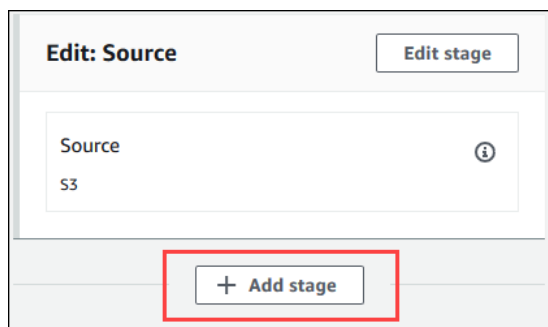 Edit: Source
Edit stage
Source
S3
+ Add stage